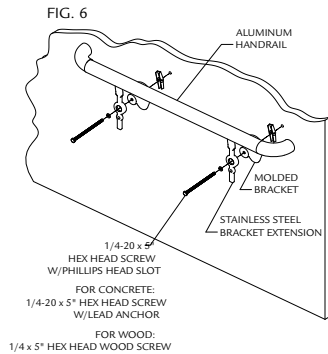 FIG. 6
ALUMINUM
HANDRAIL
MOLDED
BRACKET
STAINLESS STEEL
BRACKET EXTENSION
1/4-20 x 5"
HEX HEAD SCREW
W/PHILLIPS HEAD SLOT
FOR CONCRETE:
1/4-20 x 5" HEX HEAD SCREW
W/LEAD ANCHOR
FOR WOOD:
1/4 x 5" HEX HEAD WOOD SCREW